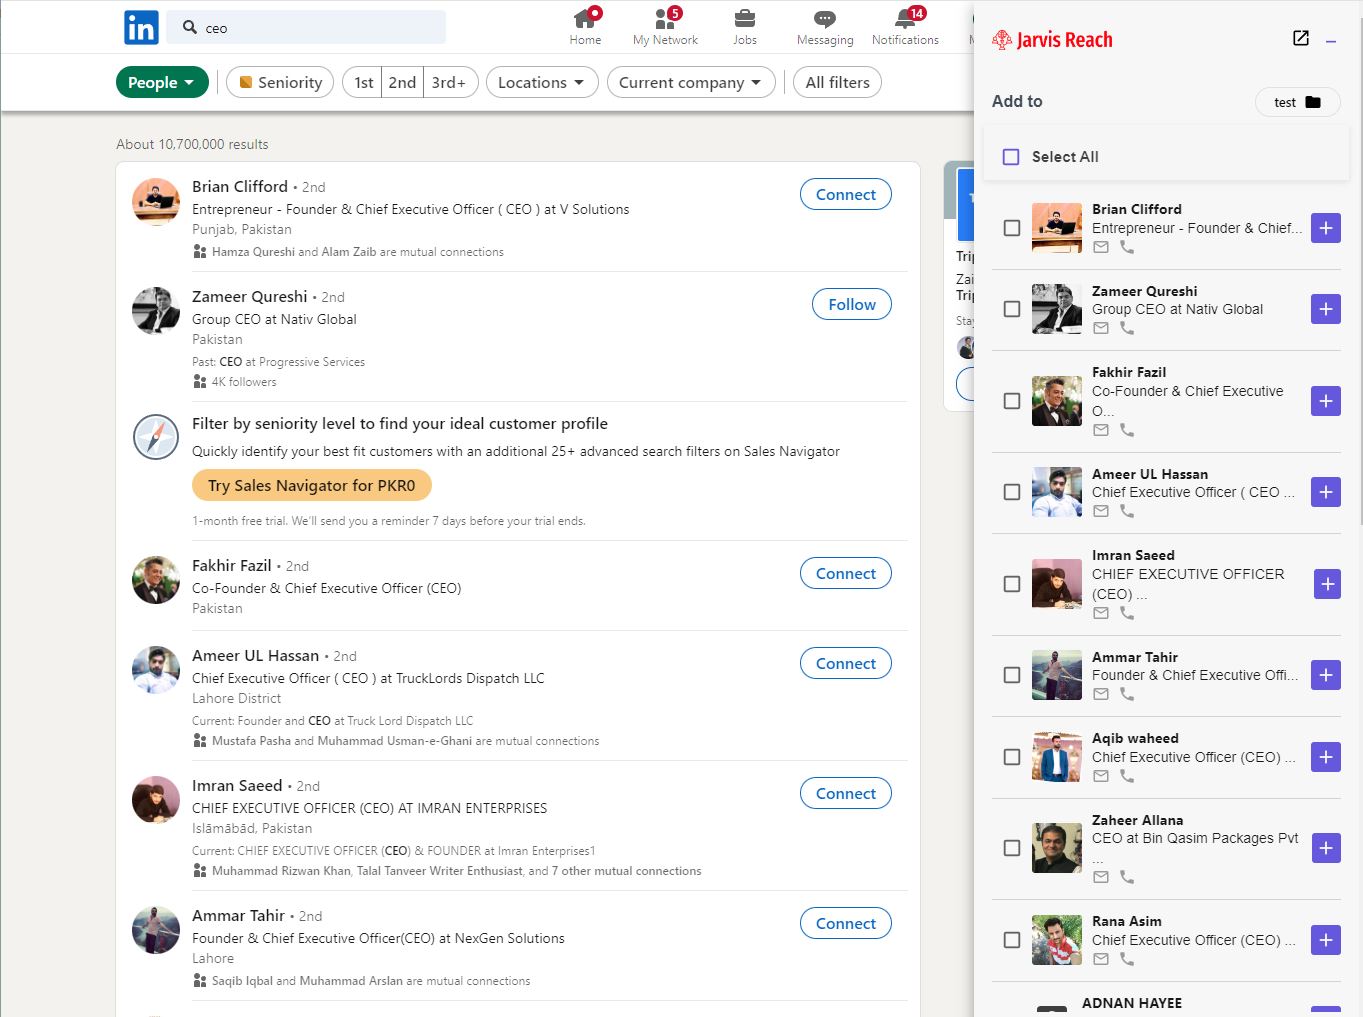 in
ceo
Home
5
My Network
Jobs
Messaging
14
Notifications
People
Seniority
1st
2nd
3rd+
Locations
Current company
All filters
About 10,700,000 results
Brian Clifford • 2nd
Connect
Entrepreneur - Founder & Chief Executive Officer ( CEO ) at V Solutions
Punjab, Pakistan
Hamza Qureshi and Alam Zaib are mutual connections
Zameer Qureshi • 2nd
Follow
Group CEO at Nativ Global
Pakistan
Past: CEO at Progressive Services
4K followers
Filter by seniority level to find your ideal customer profile
Quickly identify your best fit customers with an additional 25+ advanced search filters on Sales Navigator
Try Sales Navigator for PKR0
1-month free trial. We'll send you a reminder 7 days before your trial ends.
Fakhir Fazil • 2nd
Connect
Co-Founder & Chief Executive Officer (CEO)
Pakistan
Ameer UL Hassan • 2nd
Connect
Chief Executive Officer ( CEO ) at TruckLords Dispatch LLC
Lahore District
Current: Founder and CEO at Truck Lord Dispatch LLC
Mustafa Pasha and Muhammad Usman-e-Ghani are mutual connections
Imran Saeed • 2nd
Connect
CHIEF EXECUTIVE OFFICER (CEO) AT IMRAN ENTERPRISES
Islāmābād, Pakistan
Current: CHIEF EXECUTIVE OFFICER (CEO) & FOUNDER at Imran Enterprises1
Muhammad Rizwan Khan, Talal Tanveer Writer Enthusiast, and 7 other mutual connections
Ammar Tahir • 2nd
Connect
Founder & Chief Executive Officer(CEO) at NexGen Solutions
Lahore
Saqib Iqbal and Muhammad Arslan are mutual connections
Trip
Zai
Trip
Stay
Jarvis Reach
Add to
test
Select All
Brian Clifford
Entrepreneur - Founder & Chief...
Zameer Qureshi
Group CEO at Nativ Global
Fakhir Fazil
Co-Founder & Chief Executive
O...
Ameer UL Hassan
Chief Executive Officer ( CEO ...
Imran Saeed
CHIEF EXECUTIVE OFFICER
(CEO) ...
Ammar Tahir
Founder & Chief Executive Offi...
Aqib waheed
Chief Executive Officer (CEO) ...
Zaheer Allana
CEO at Bin Qasim Packages Pvt
...
Rana Asim
Chief Executive Officer (CEO) ...
ADNAN HAYEE